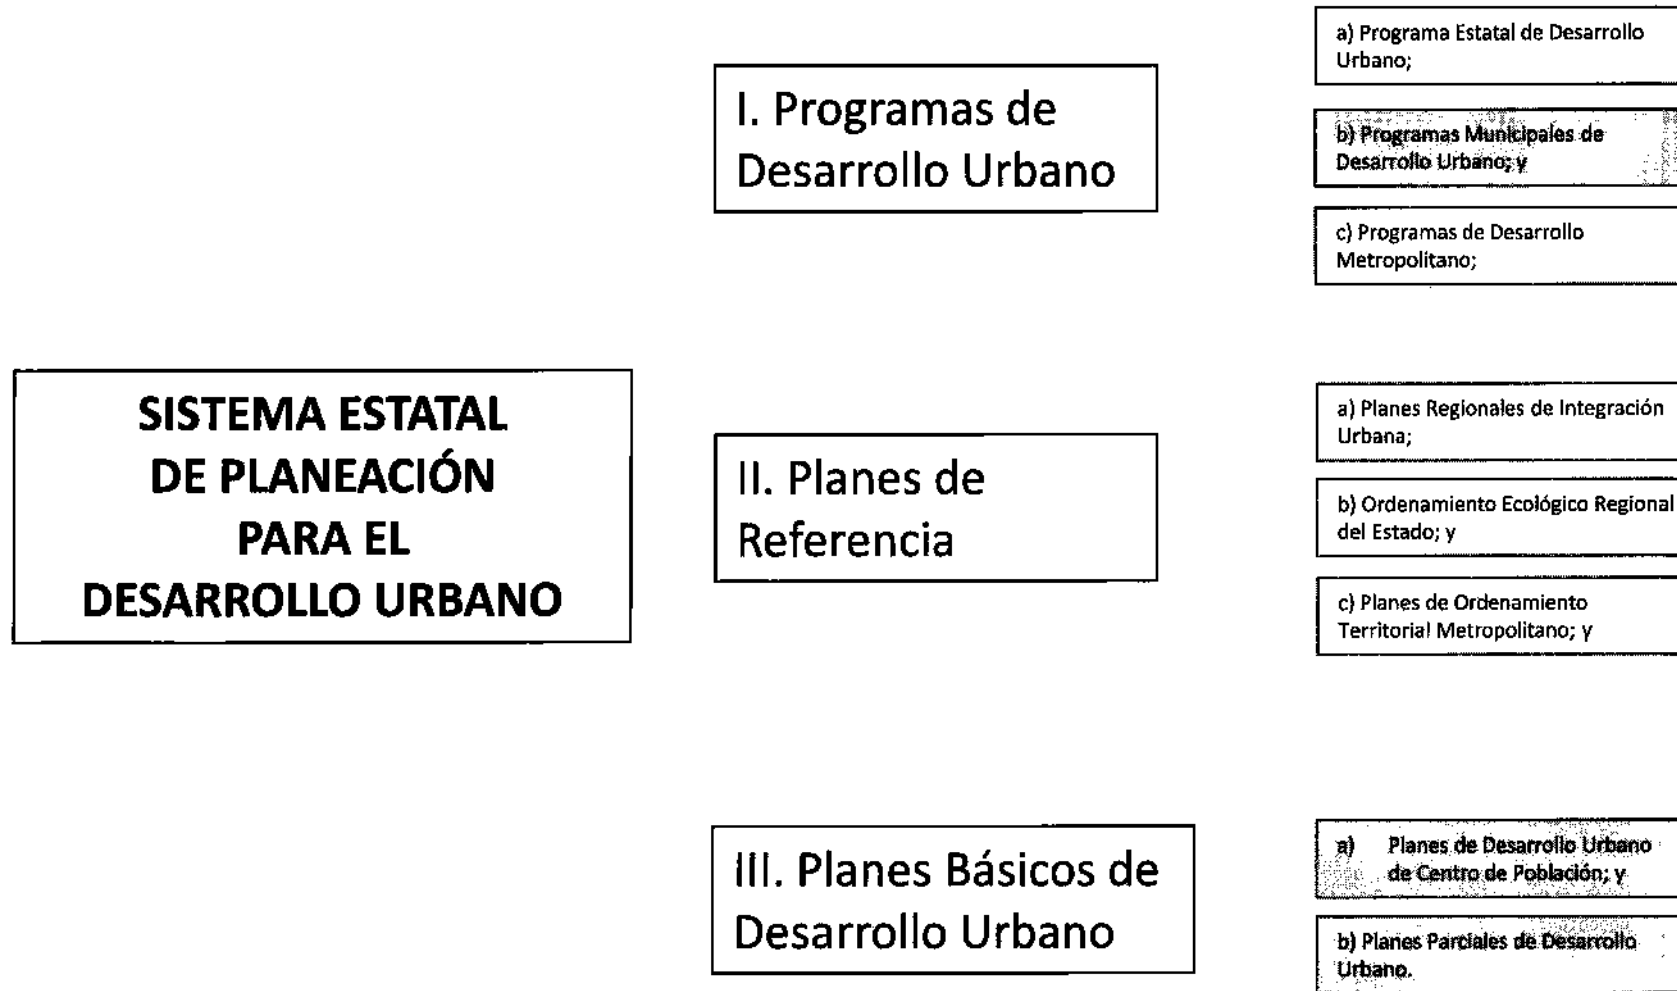 a) Programa Estatal de Desarrollo
Urbano;
I. Programas de
Desarrollo Urbano
b) Programas Municipales de
Desarrollo Urbano; y
c) Programas de Desarrollo
Metropolitano;
SISTEMA ESTATAL
DE PLANEACIÓN
PARA EL
DESARROLLO URBANO
II. Planes de
Referencia
a) Planes Regionales de Integración
Urbana;
b) Ordenamiento Ecológico Regional
del Estado; y
c) Planes de Ordenamiento
Territorial Metropolitano; y
III. Planes Básicos de
Desarrollo Urbano
a) Planes de Desarrollo Urbano
de Centro de Población; y
b) Planes Parciales de Desarrollo
Urbano.